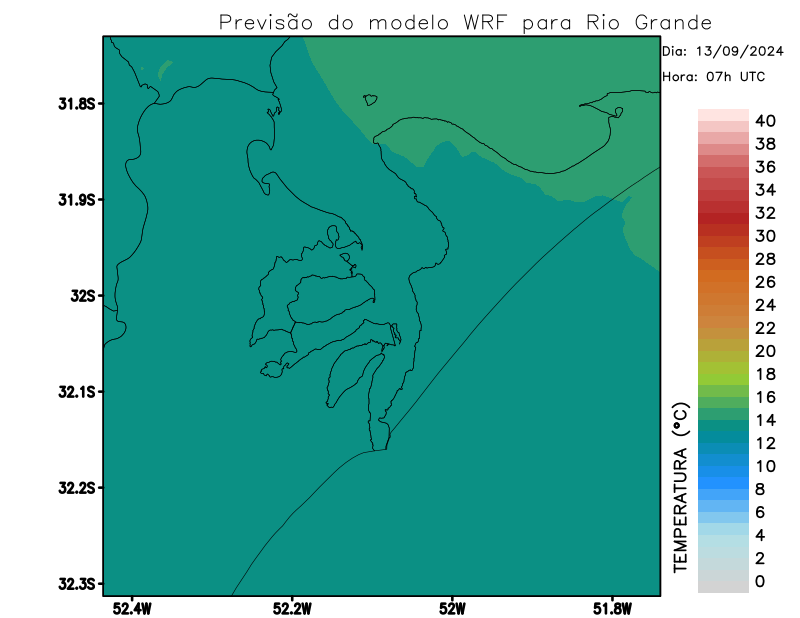 Previsão do modelo WRF para Rio Grande
Dia: 13/09/2024
Hora: 07h UTC
31.8S
31.9S
32S
32.1S
32.2S
32.3S
52.4W
52.2W
52W
51.8W
40
38
36
34
32
30
28
26
24
22
20
18
16
14
12
10
8
6
4
2
0
TEMPERATURA (°C)